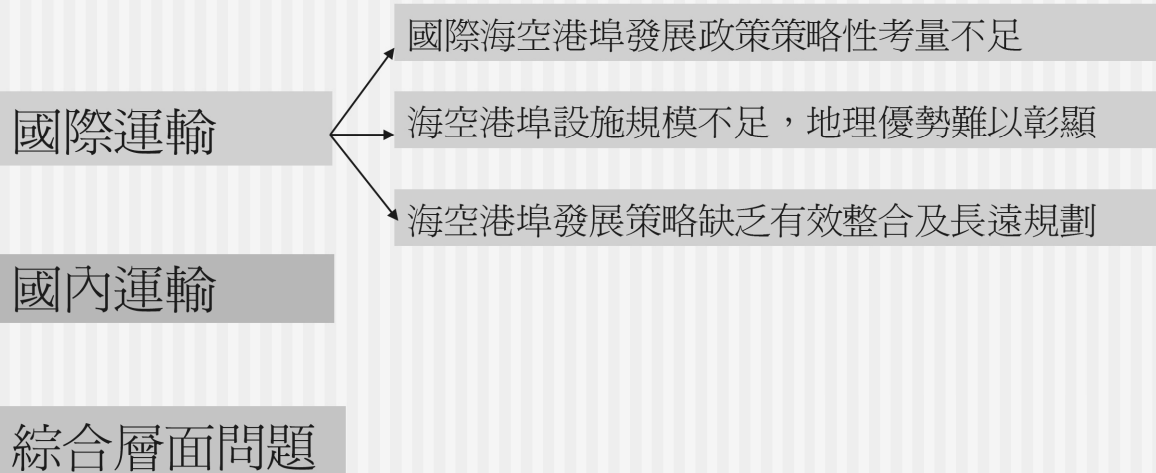 國際海空港埠發展政策策略性考量不足
國際運輸
海空港埠設施規模不足，地理優勢難以彰顯
海空港埠發展策略缺乏有效整合及長遠規劃
國內運輸
綜合層面問題